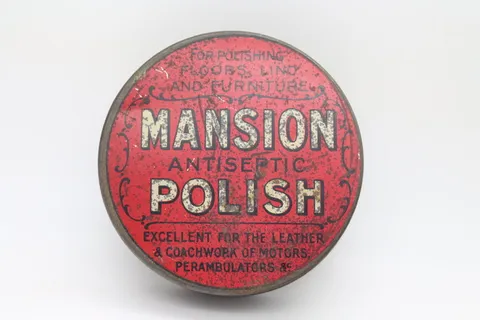 FOR POLISHING
FLOORS, LINO
AND FURNITURE
MANSION
ANTISEPTIC
POLISH
EXCELLENT FOR THE LEATHER
& COACHWORK OF MOTORS,
PERAMBULATORS &c